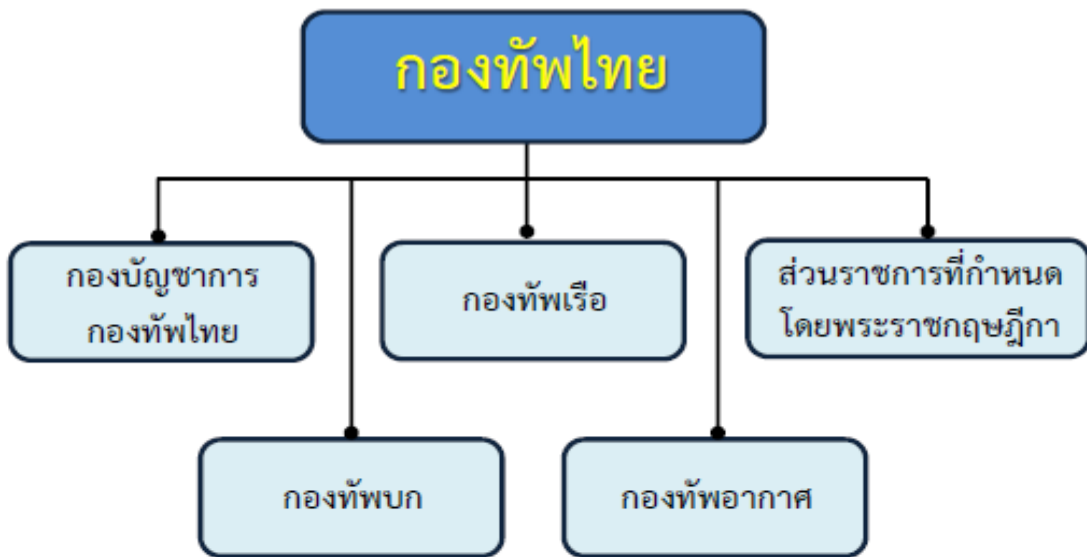 กองทัพไทย
กองบัญชาการ
กองทัพไทย
กองทัพเรือ
ส่วนราชการที่กำหนด
โดยพระราชกฤษฎีกา
กองทัพบก
กองทัพอากาศ